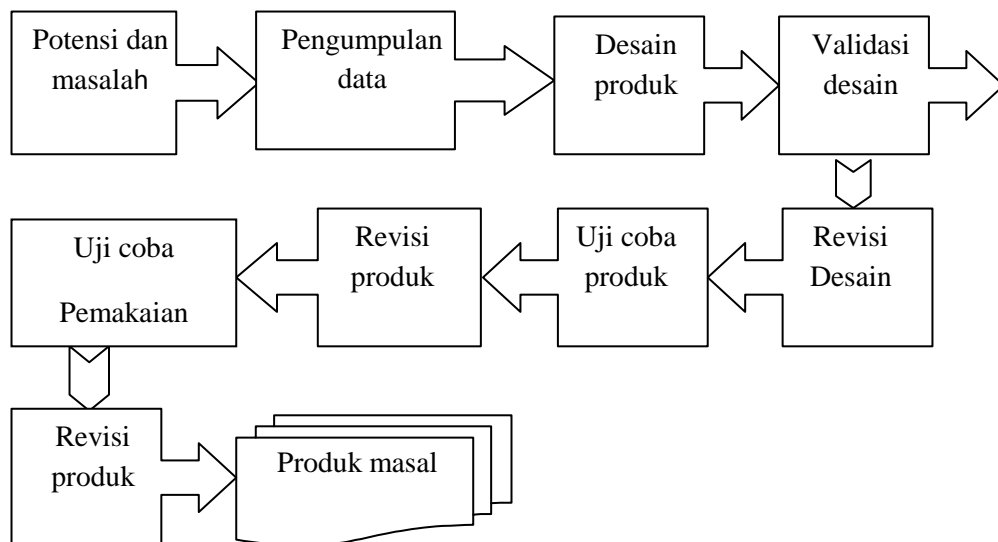 Potensi dan
masalah
Pengumpulan
data
Desain
produk
Validasi
desain
Uji coba
Pemakaian
Revisi
produk
Uji coba
produk
Revisi
Desain
Revisi
produk
Produk masal